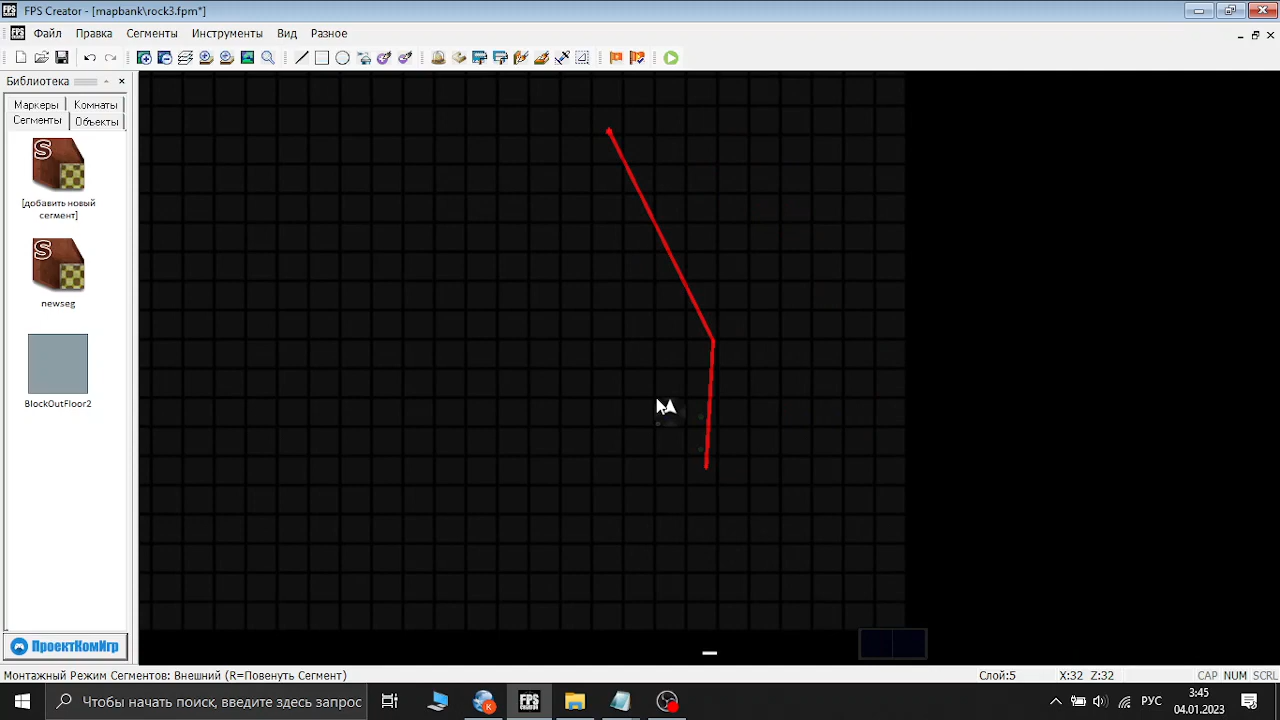 FPS Creator - [mapbank\rock3.fpm*]
Файл Правка Сегменты Инструменты Вид Разное
Библиотека
Маркеры Комнаты
Сегменты Объекты
[добавить новый
сегмент]
newseg
BlockOutFloor2
ПроектКомИгр
Монтажный Режим Сегментов: Внешний (R=Повенуть Сегмент)
Слой:5
X:32 Z:32
CAP NUM SCRL
Чтобы начать поиск, введите здесь запрос
РУС
3:45
04.01.2023